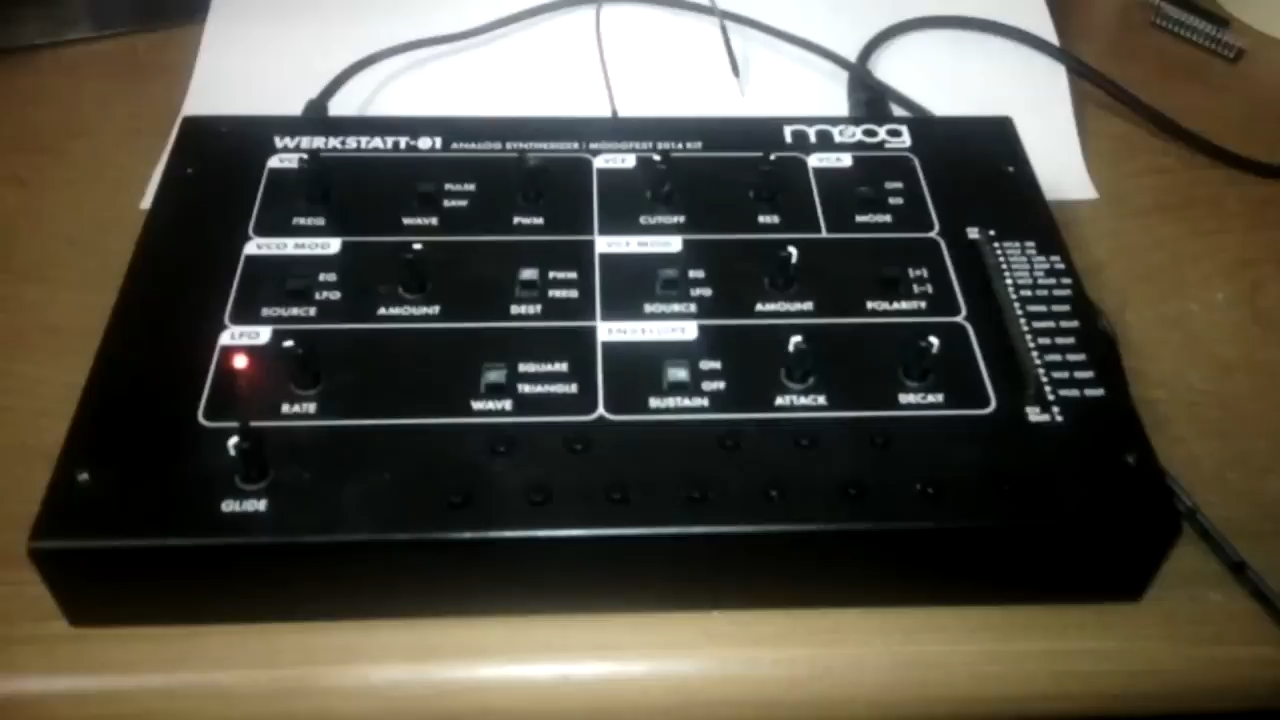 WERKSTATT-01 ANALOG SYNTHESIZER | MOOGFEST 2014 KIT
moog
VCO
VCF
VCA
FREQ
WAVE
PULSE
SAW
PWM
CUTOFF
RES
MODE
ON
EG
VCO MOD
SOURCE
EG
LFO
AMOUNT
DEST
PWM
FREQ
VCF MOD
SOURCE
EG
LFO
AMOUNT
POLARITY
[+]
[-]
LFO
RATE
WAVE
SQUARE
TRIANGLE
ENVELOPE
SUSTAIN
ON
OFF
ATTACK
DECAY
GLIDE